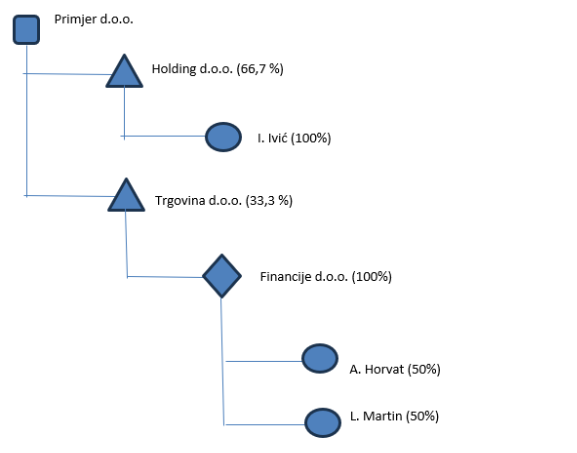 Primjer d.o.o.
Holding d.o.o. (66,7 %)
I. Ivić (100%)
Trgovina d.o.o. (33,3 %)
Financije d.o.o. (100%)
A. Horvat (50%)
L. Martin (50%)